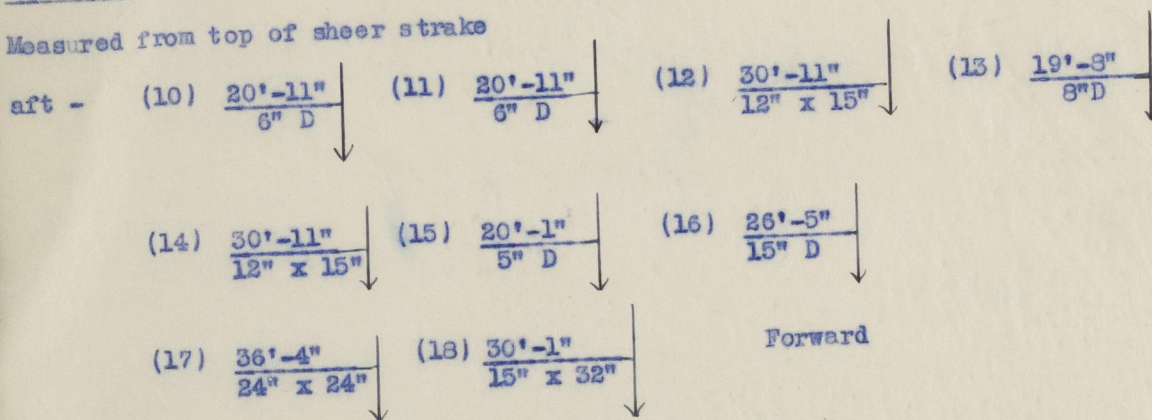 Measured from top of sheer strake
aft - (10) 20'-11" (11) 20'-11" (12) 30'-11" (13) 19'-8"
6" D 6" D 12" x 15" 8"D
(14) 30'-11" (15) 20'-1" (16) 26'-5"
12" x 15" 5" D 15" D
(17) 36'-4" (18) 30'-1" Forward
24" x 24" 15" x 32"